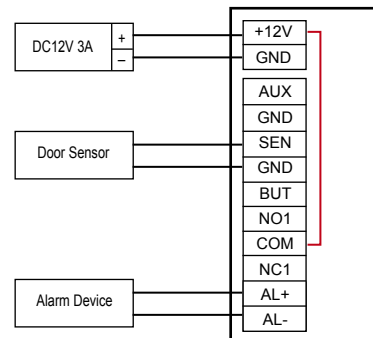 DC12V 3A
+
–
Door Sensor
Alarm Device
+12V
GND
AUX
GND
SEN
GND
BUT
NO1
COM
NC1
AL+
AL-